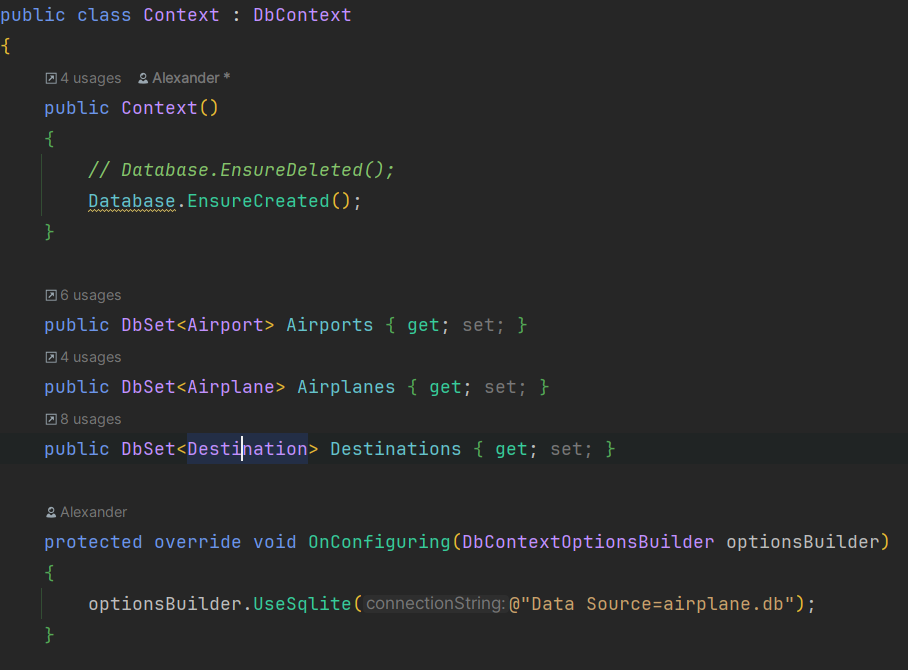 public class Context : DbContext
{
4 usages Alexander *
public Context()
{
// Database.EnsureDeleted();
Database.EnsureCreated();
}
6 usages
public DbSet<Airport> Airports { get; set; }
4 usages
public DbSet<Airplane> Airplanes { get; set; }
8 usages
public DbSet<Destination> Destinations { get; set; }
Alexander
protected override void OnConfiguring(DbContextOptionsBuilder optionsBuilder)
{
optionsBuilder.UseSqlite(connectionString:@"Data Source=airplane.db");
}